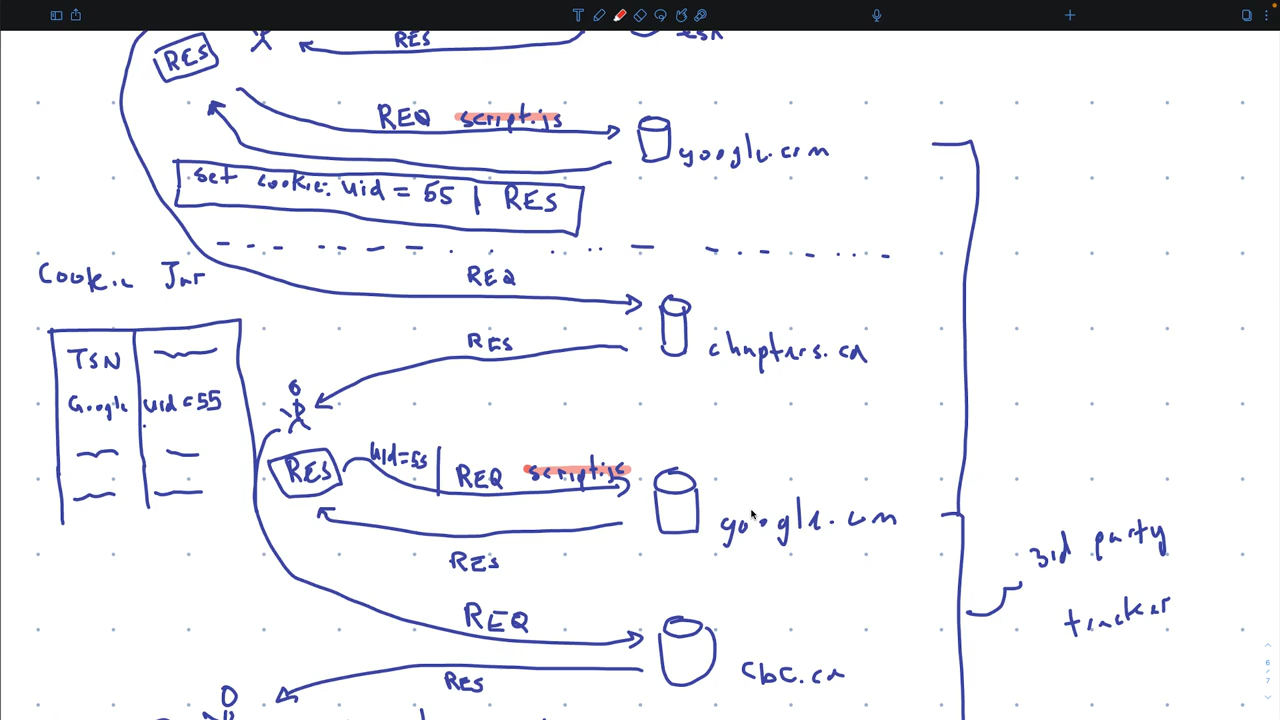 RES
RES
REQ script.js
google.com
set cookie: uid = 55 | RES
Cookie Jar
REQ
RES
chapters.ca
TSN
Google uid = 55
uid=55 REQ script.js
RES
google.com
RES
3rd party
tracker
REQ
cbc.ca
RES
6
/
7